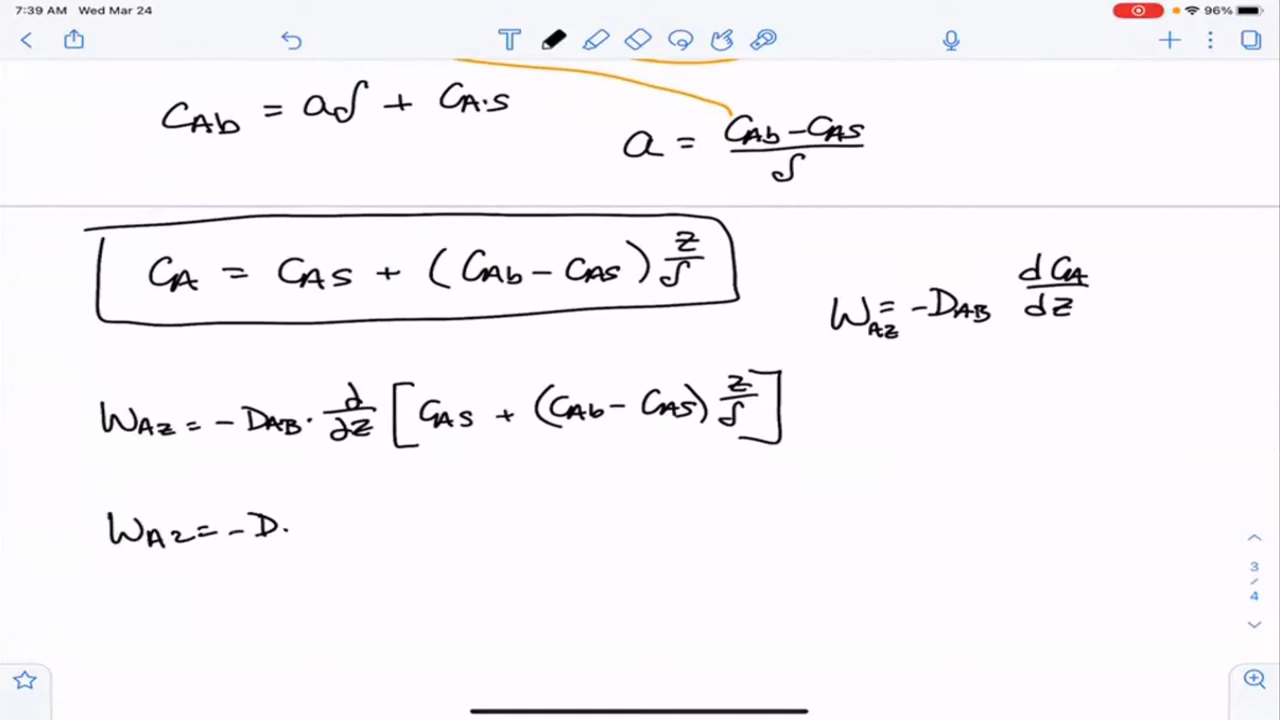 7:39 AM Wed Mar 24
96%
T
C_Ab = aδ + C_A·s
a = (C_Ab – C_AS)/δ
C_A = C_AS + (C_Ab – C_AS) z/δ
W_AZ = -D_AB dC_A/dz
W_AZ = - D_AB · d/dz [C_AS + (C_Ab – C_AS) z/δ]
W_AZ = - D.
3
/
4